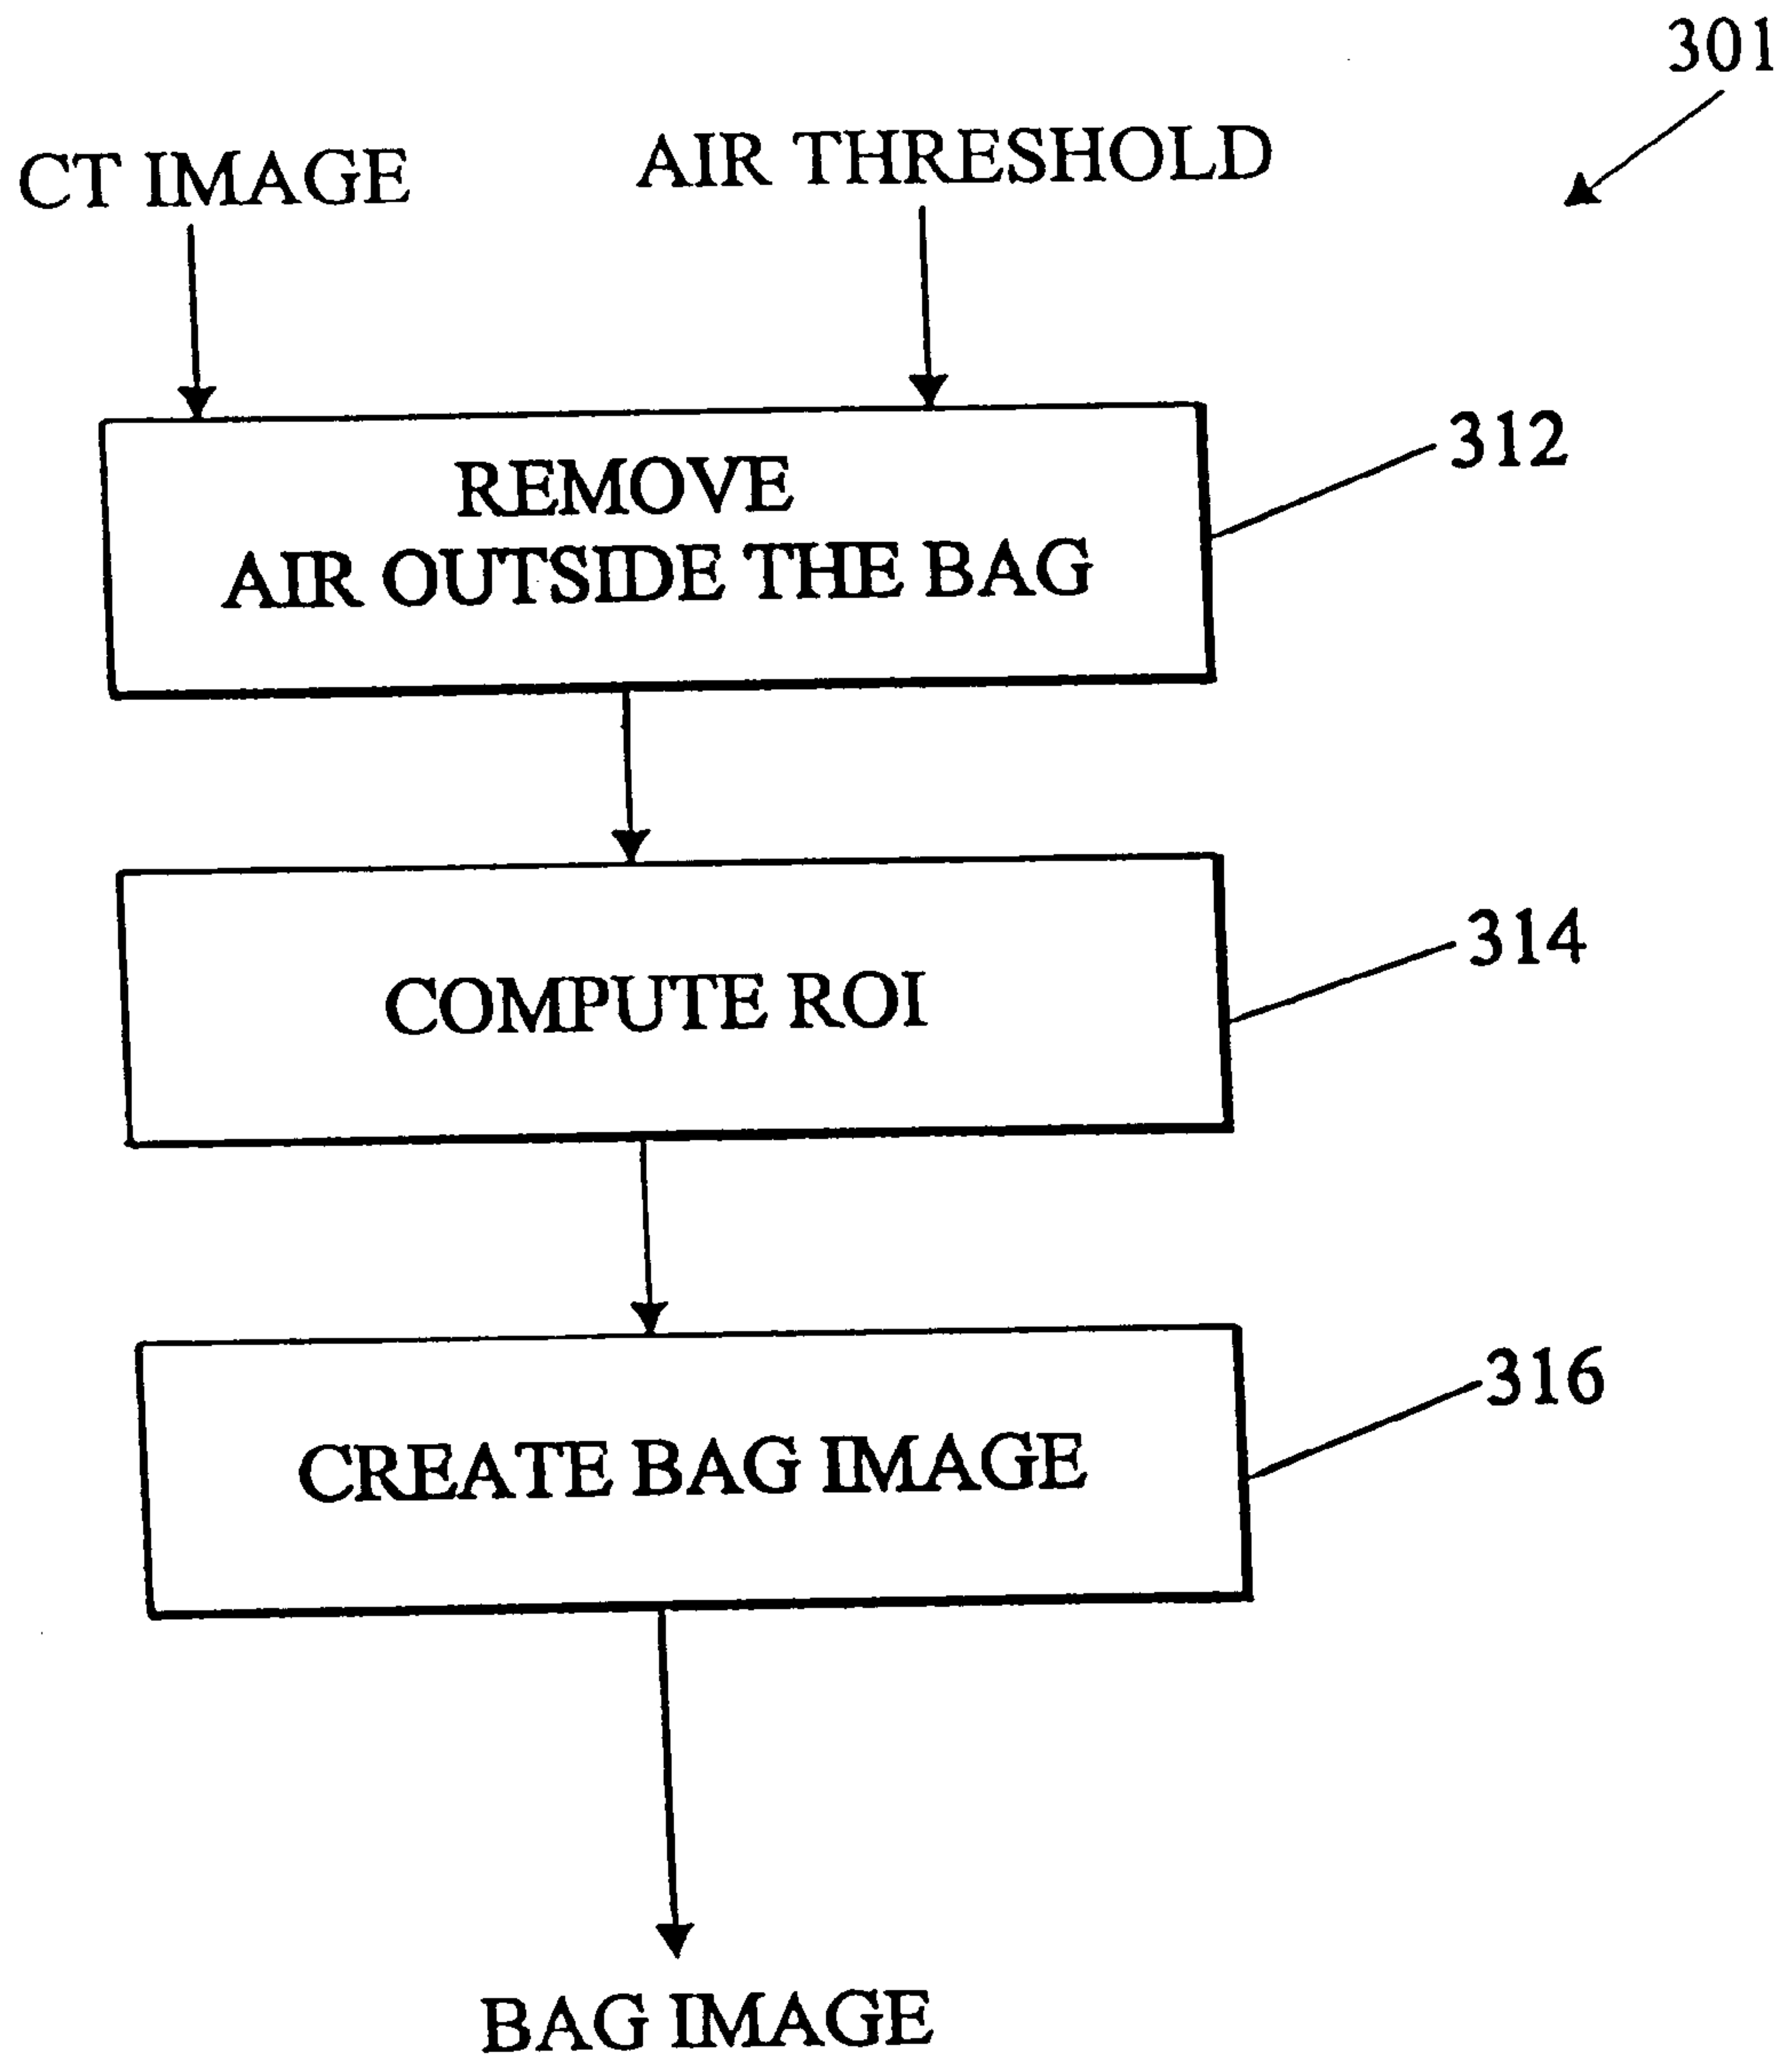 301
CT IMAGE
AIR THRESHOLD
REMOVE
AIR OUTSIDE THE BAG
312
COMPUTE ROI
314
CREATE BAG IMAGE
316
BAG IMAGE